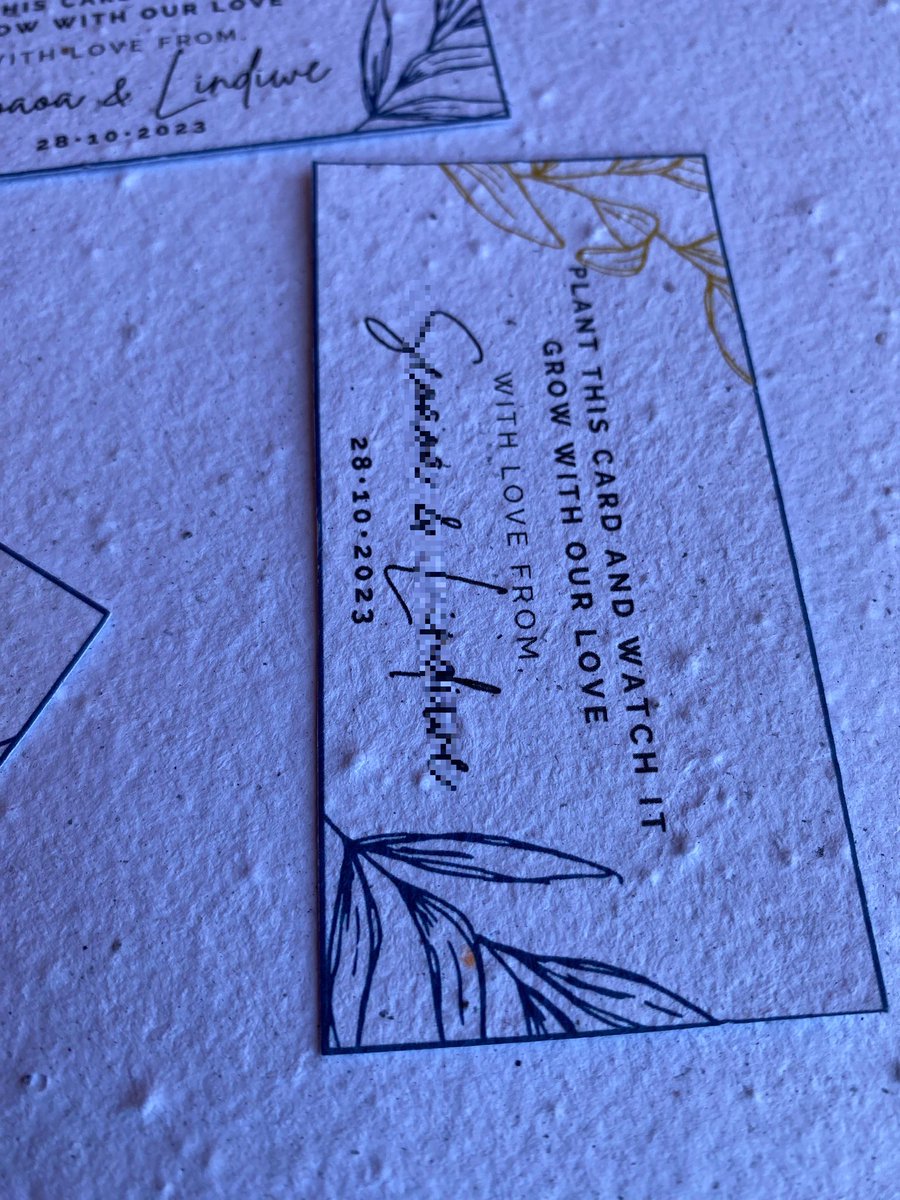 WITH OUR LOVE
WITH LOVE FROM,
& Lindiwe
28·10·2023
PLANT THIS CARD AND WATCH IT
GROW WITH OUR LOVE
WITH LOVE FROM,
28·10·2023